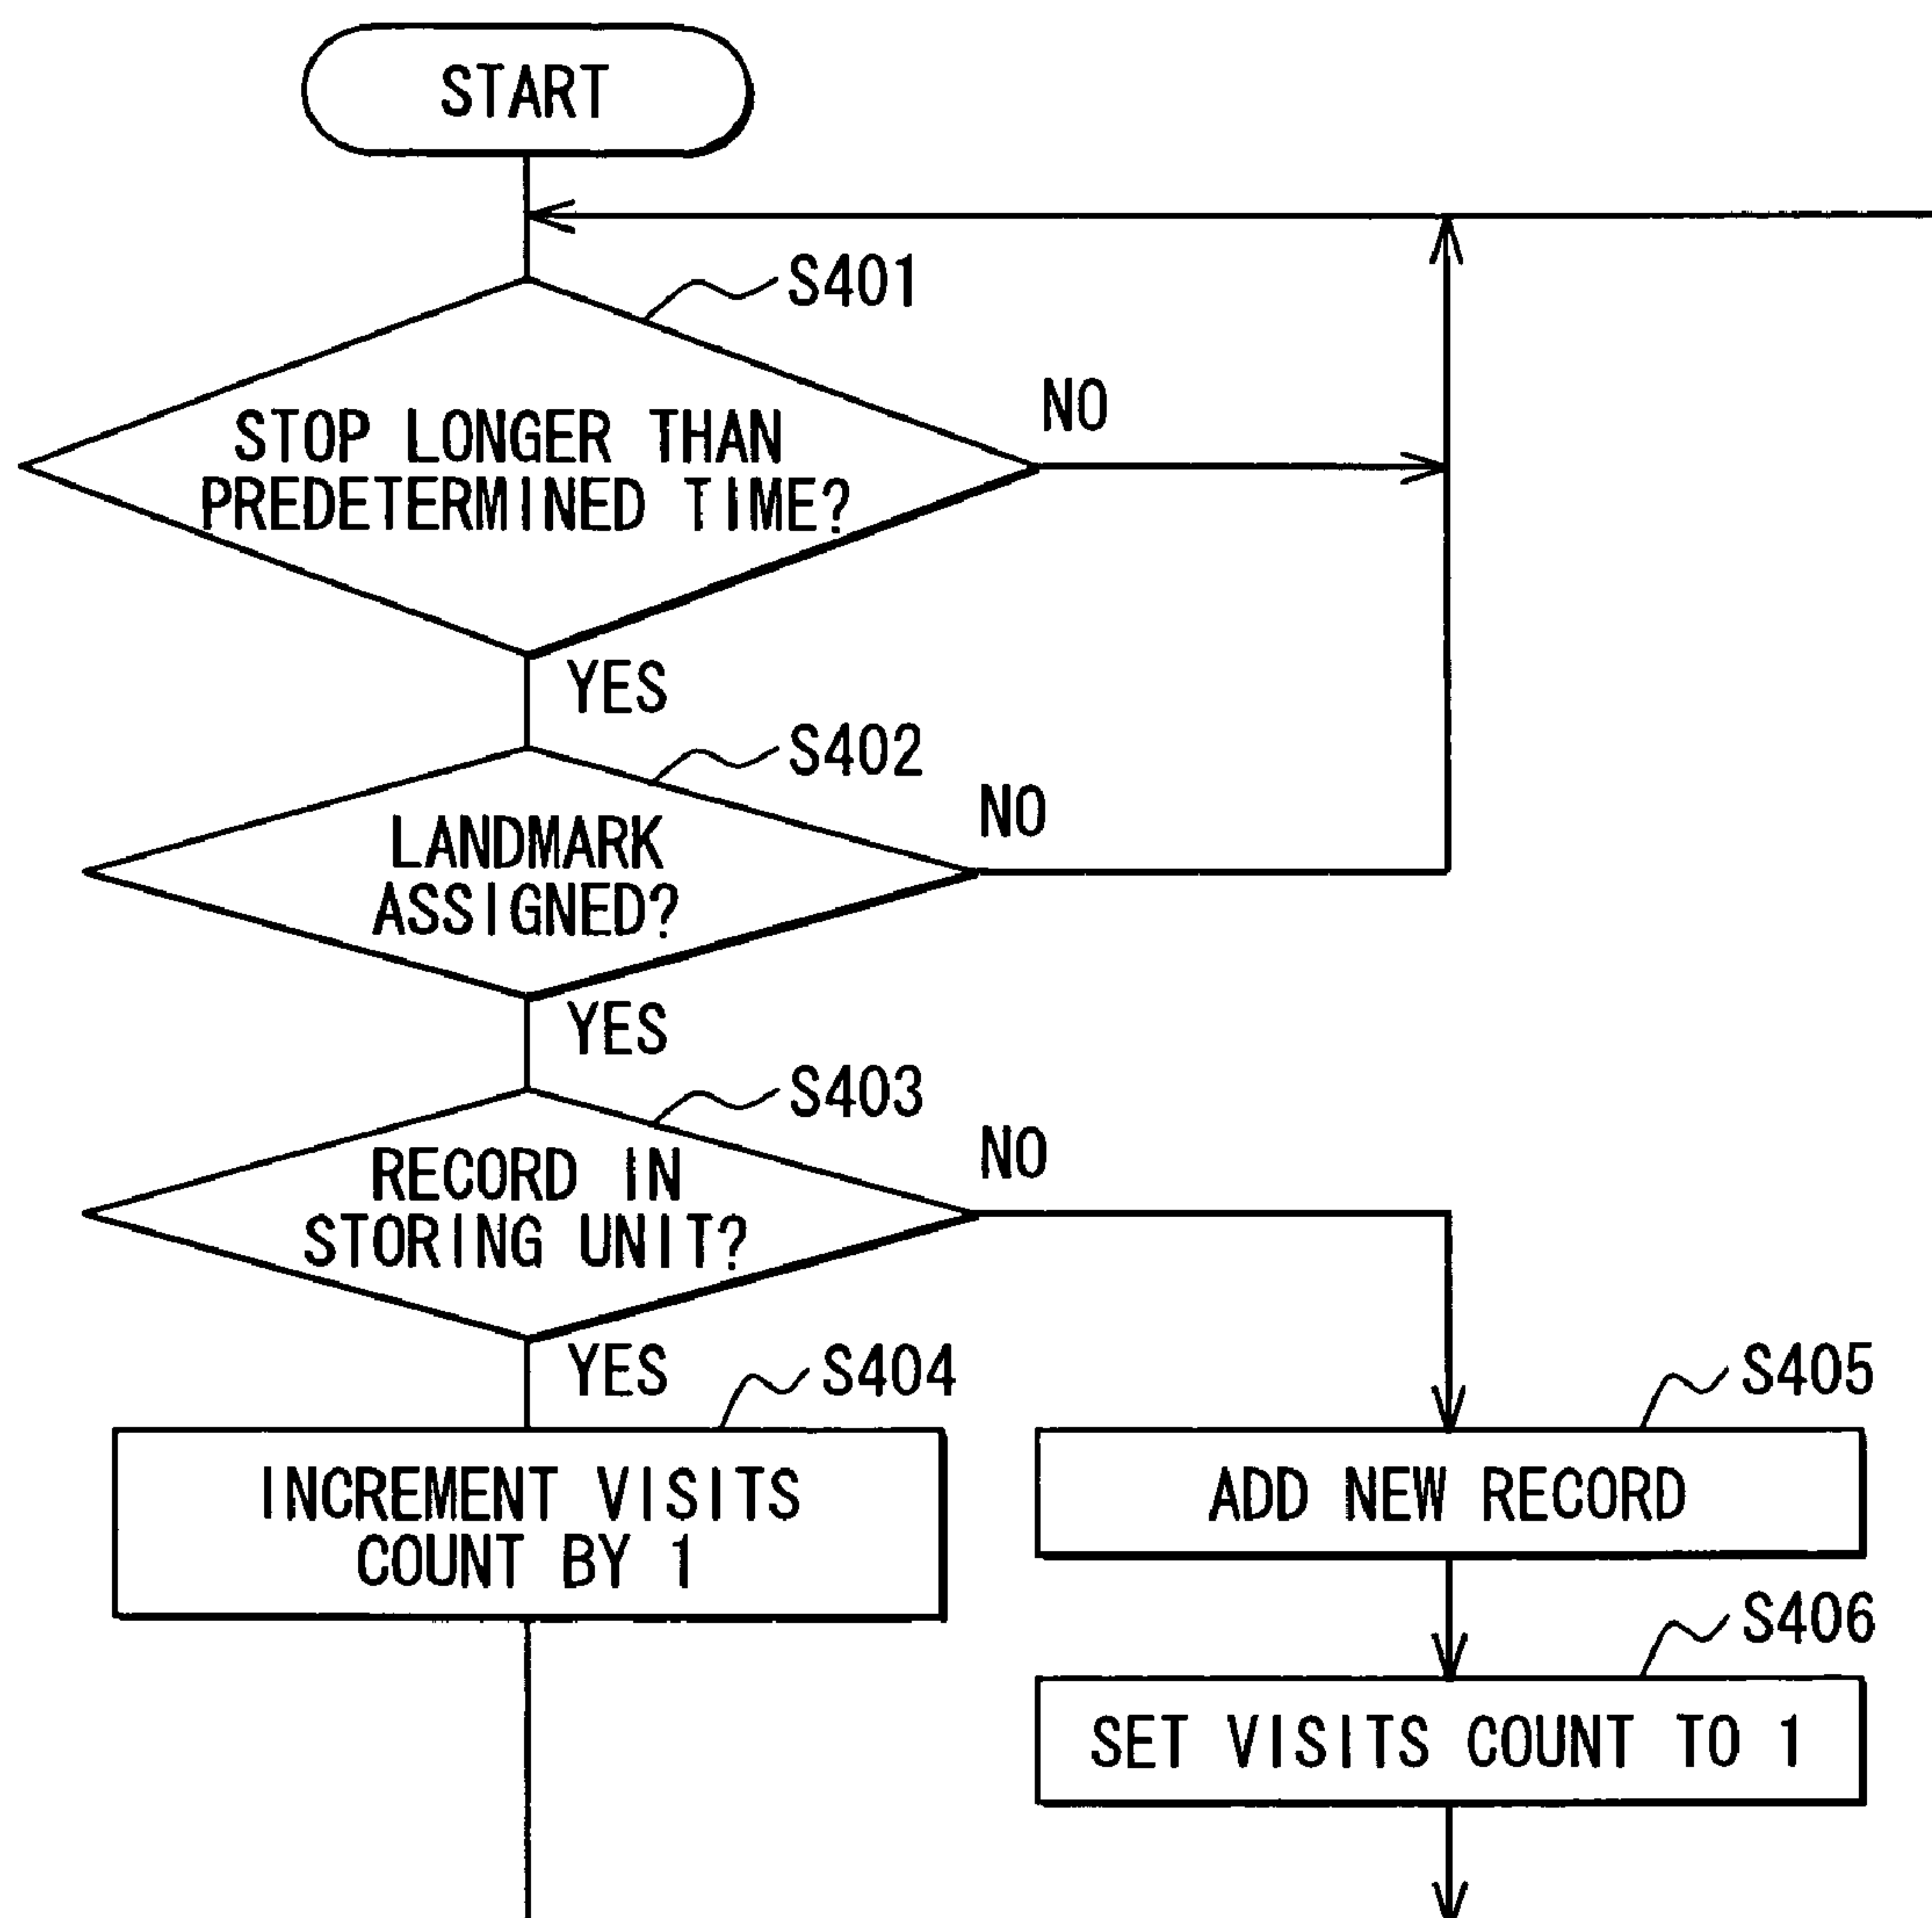 START
S401
STOP LONGER THAN
PREDETERMINED TIME?
NO
YES
S402
LANDMARK
ASSIGNED?
NO
YES
S403
RECORD IN
STORING UNIT?
NO
YES
S404
INCREMENT VISITS
COUNT BY 1
S405
ADD NEW RECORD
S406
SET VISITS COUNT TO 1